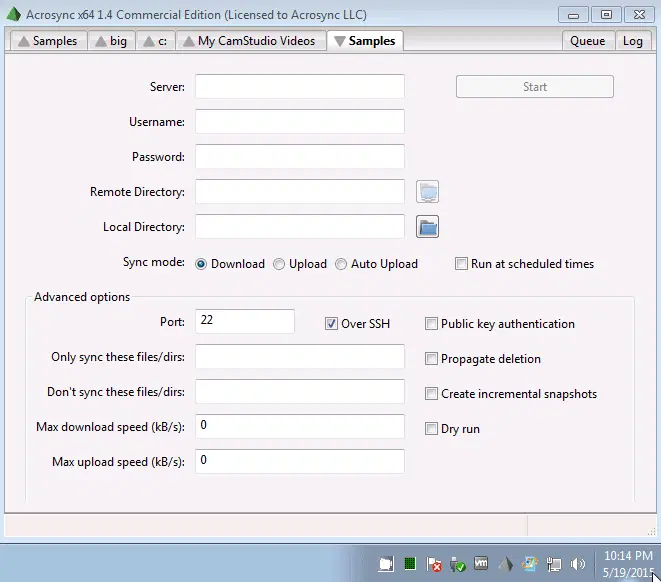 Acrosync x64 1.4 Commercial Edition (Licensed to Acrosync LLC)
Samples big c: My CamStudio Videos Samples Queue Log
Server: Start
Username:
Password:
Remote Directory:
Local Directory:
Sync mode: Download Upload Auto Upload Run at scheduled times
Advanced options
Port: 22 Over SSH Public key authentication
Only sync these files/dirs: Propagate deletion
Don't sync these files/dirs: Create incremental snapshots
Max download speed (kB/s): 0 Dry run
Max upload speed (kB/s): 0
vm 10:14 PM
5/19/2015